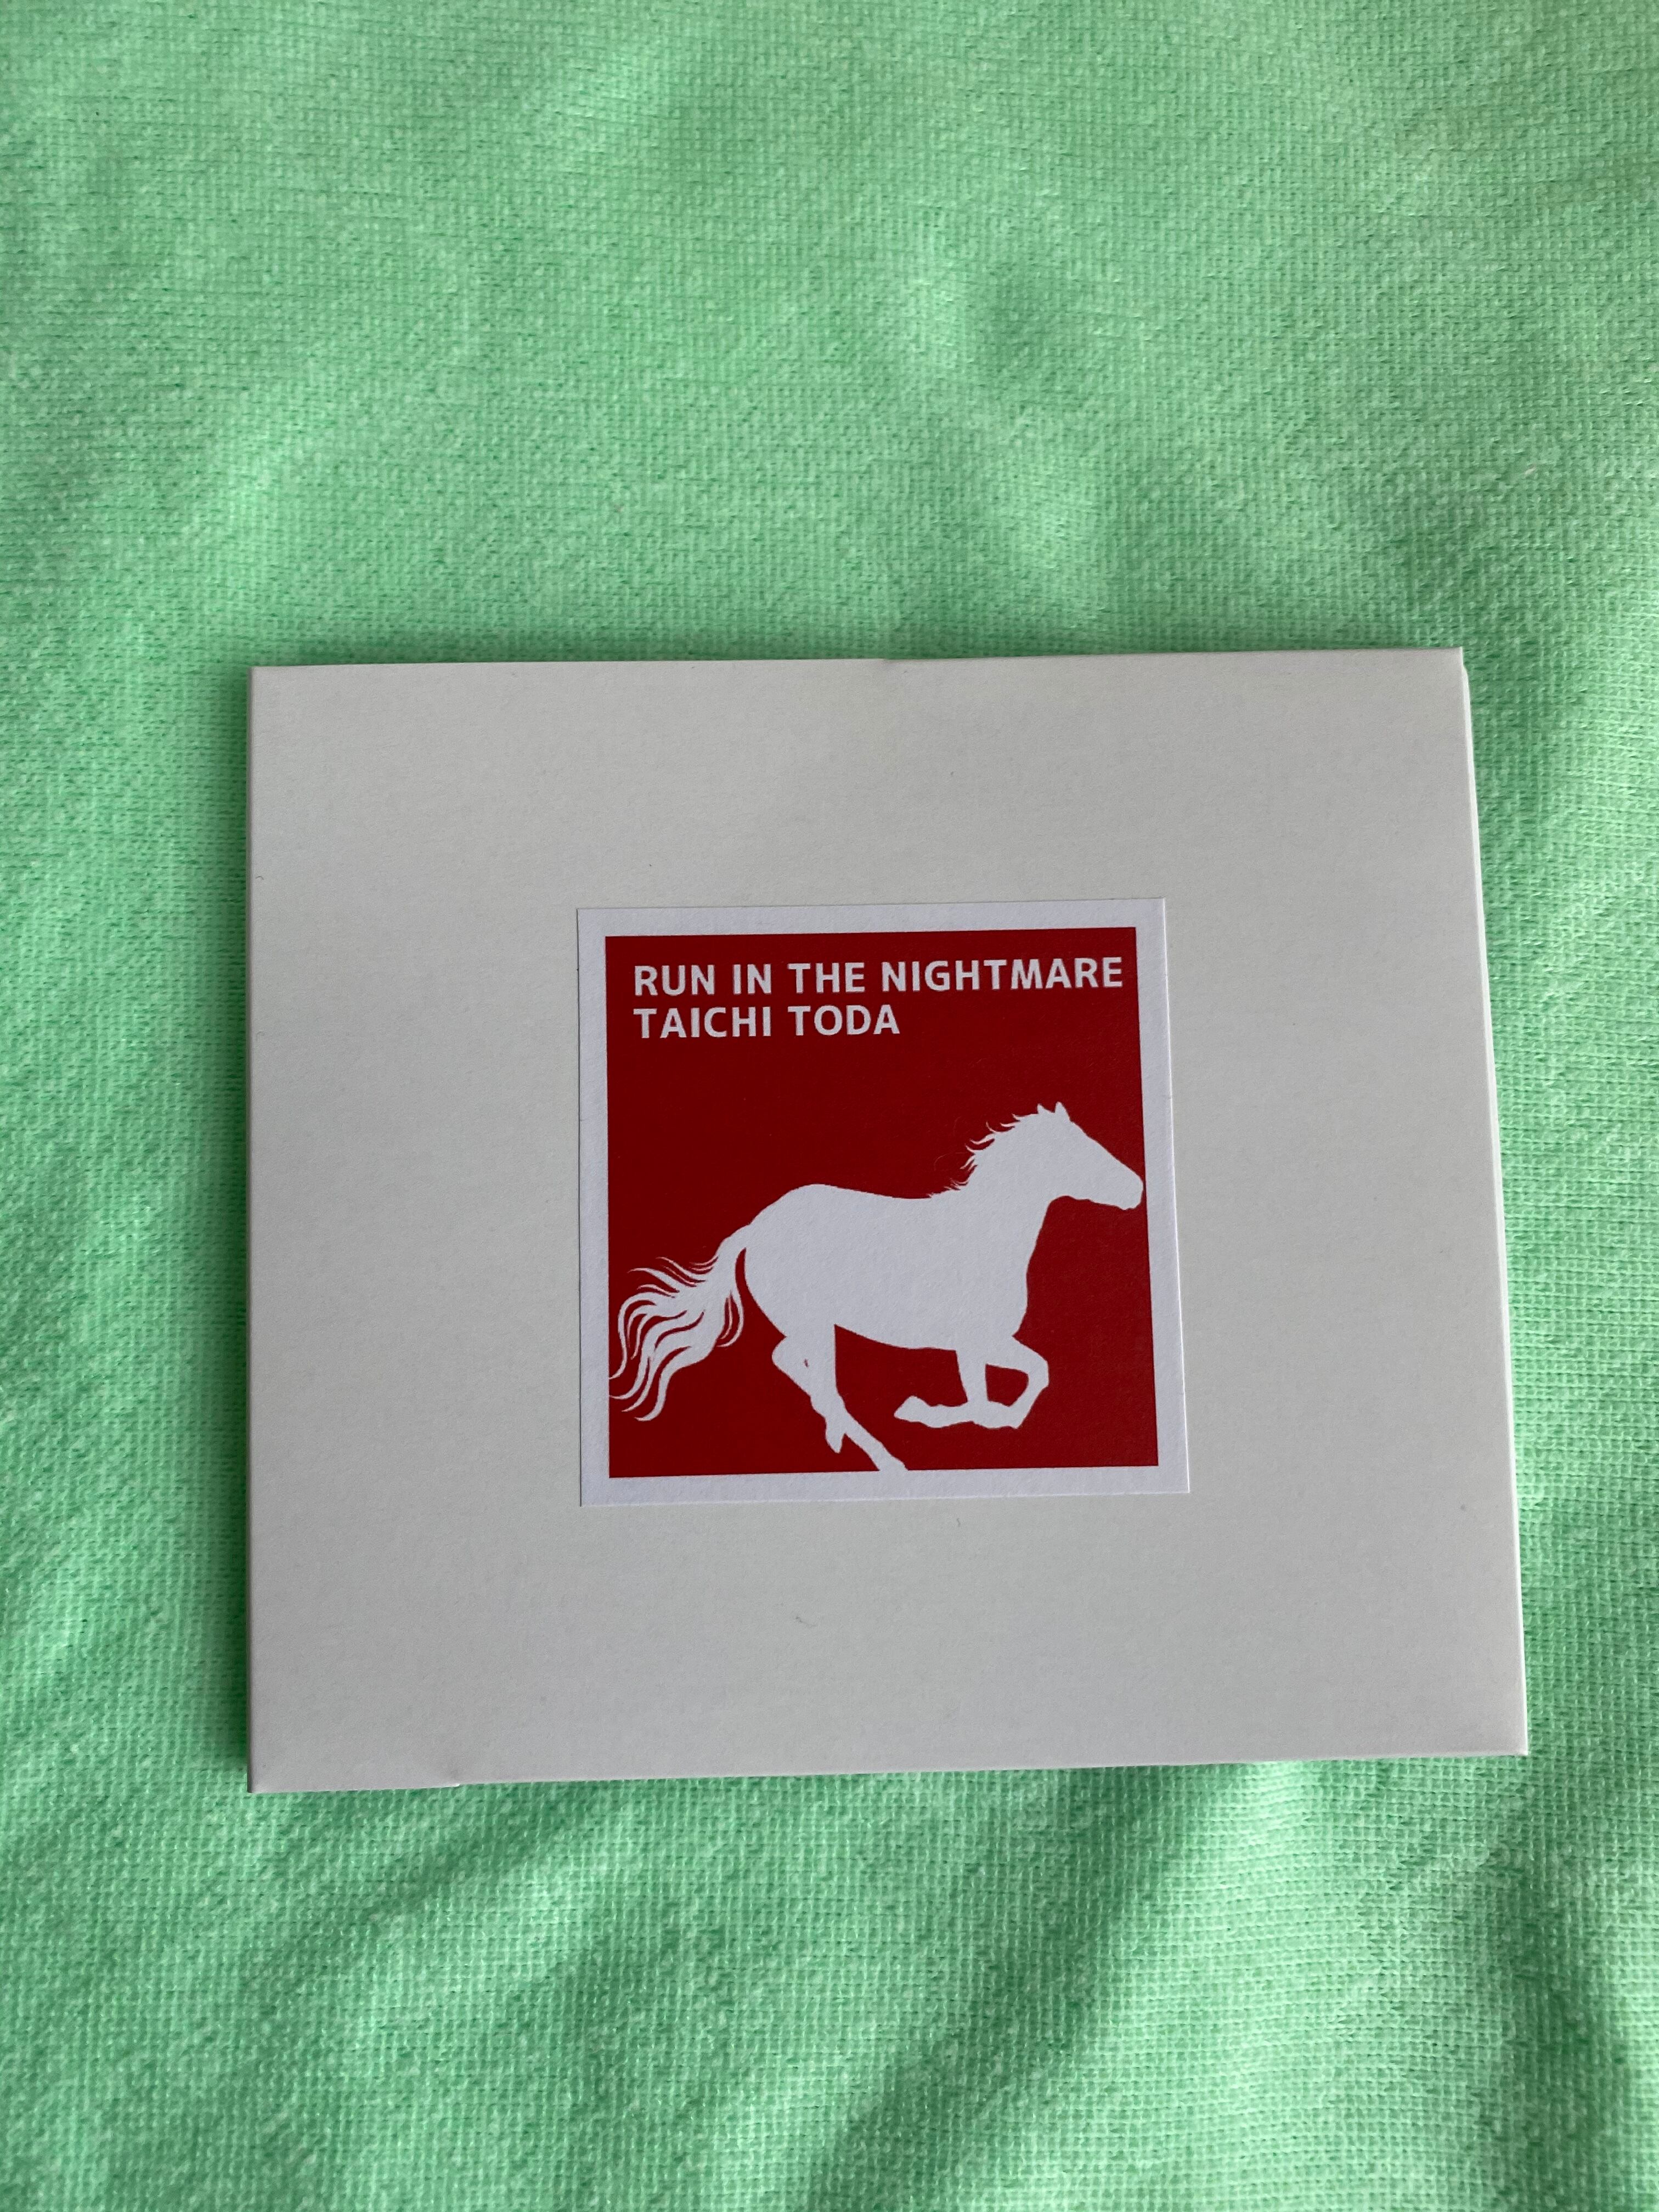 RUN IN THE NIGHTMARE
TAICHI TODA